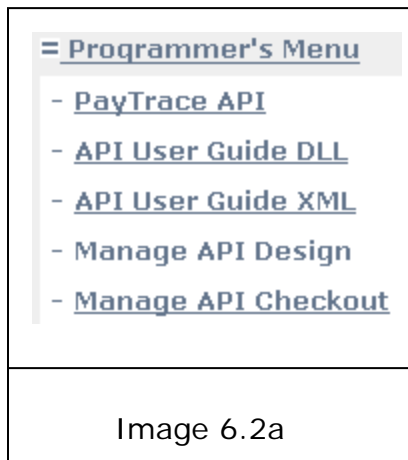 = Programmer's Menu
- PayTrace API
- API User Guide DLL
- API User Guide XML
- Manage API Design
- Manage API Checkout
Image 6.2a